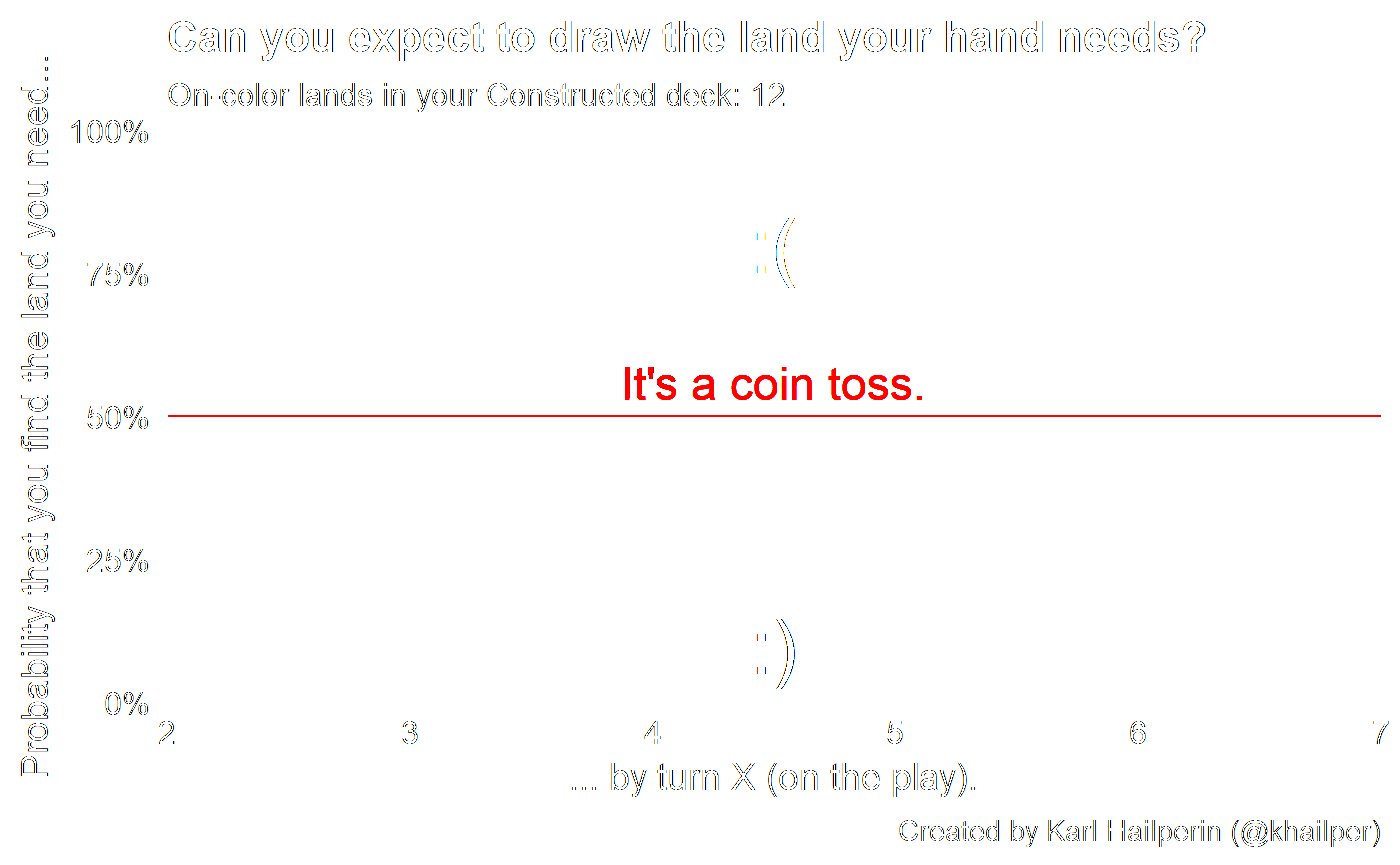 Can you expect to draw the land your hand needs?
On-color lands in your Constructed deck: 12
Probability that you find the land you need...
100%
:(
75%
It's a coin toss.
50%
25%
:)
0%
2 3 4 5 6 7
... by turn X (on the play).
Created by Karl Hailperin (@khailper)